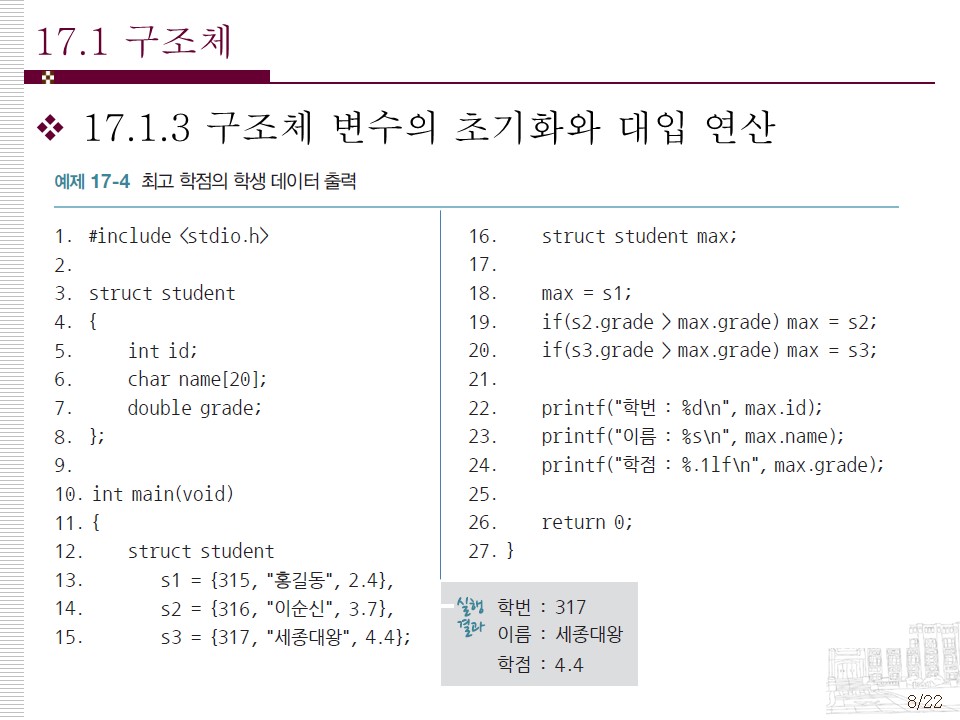 17.1 구조체
17.1.3 구조체 변수의 초기화와 대입 연산
예제 17-4 최고 학점의 학생 데이터 출력
1. #include <stdio.h>
2.
3. struct student
4. {
5. int id;
6. char name[20];
7. double grade;
8. };
9.
10. int main(void)
11. {
12. struct student
13. s1 = {315, "홍길동", 2.4},
14. s2 = {316, "이순신", 3.7},
15. s3 = {317, "세종대왕", 4.4};
16. struct student max;
17.
18. max = s1;
19. if(s2.grade > max.grade) max = s2;
20. if(s3.grade > max.grade) max = s3;
21.
22. printf("학번 : %d\n", max.id);
23. printf("이름 : %s\n", max.name);
24. printf("학점 : %.1lf\n", max.grade);
25.
26. return 0;
27. }
실행
결과
학번 : 317
이름 : 세종대왕
학점 : 4.4
8/22